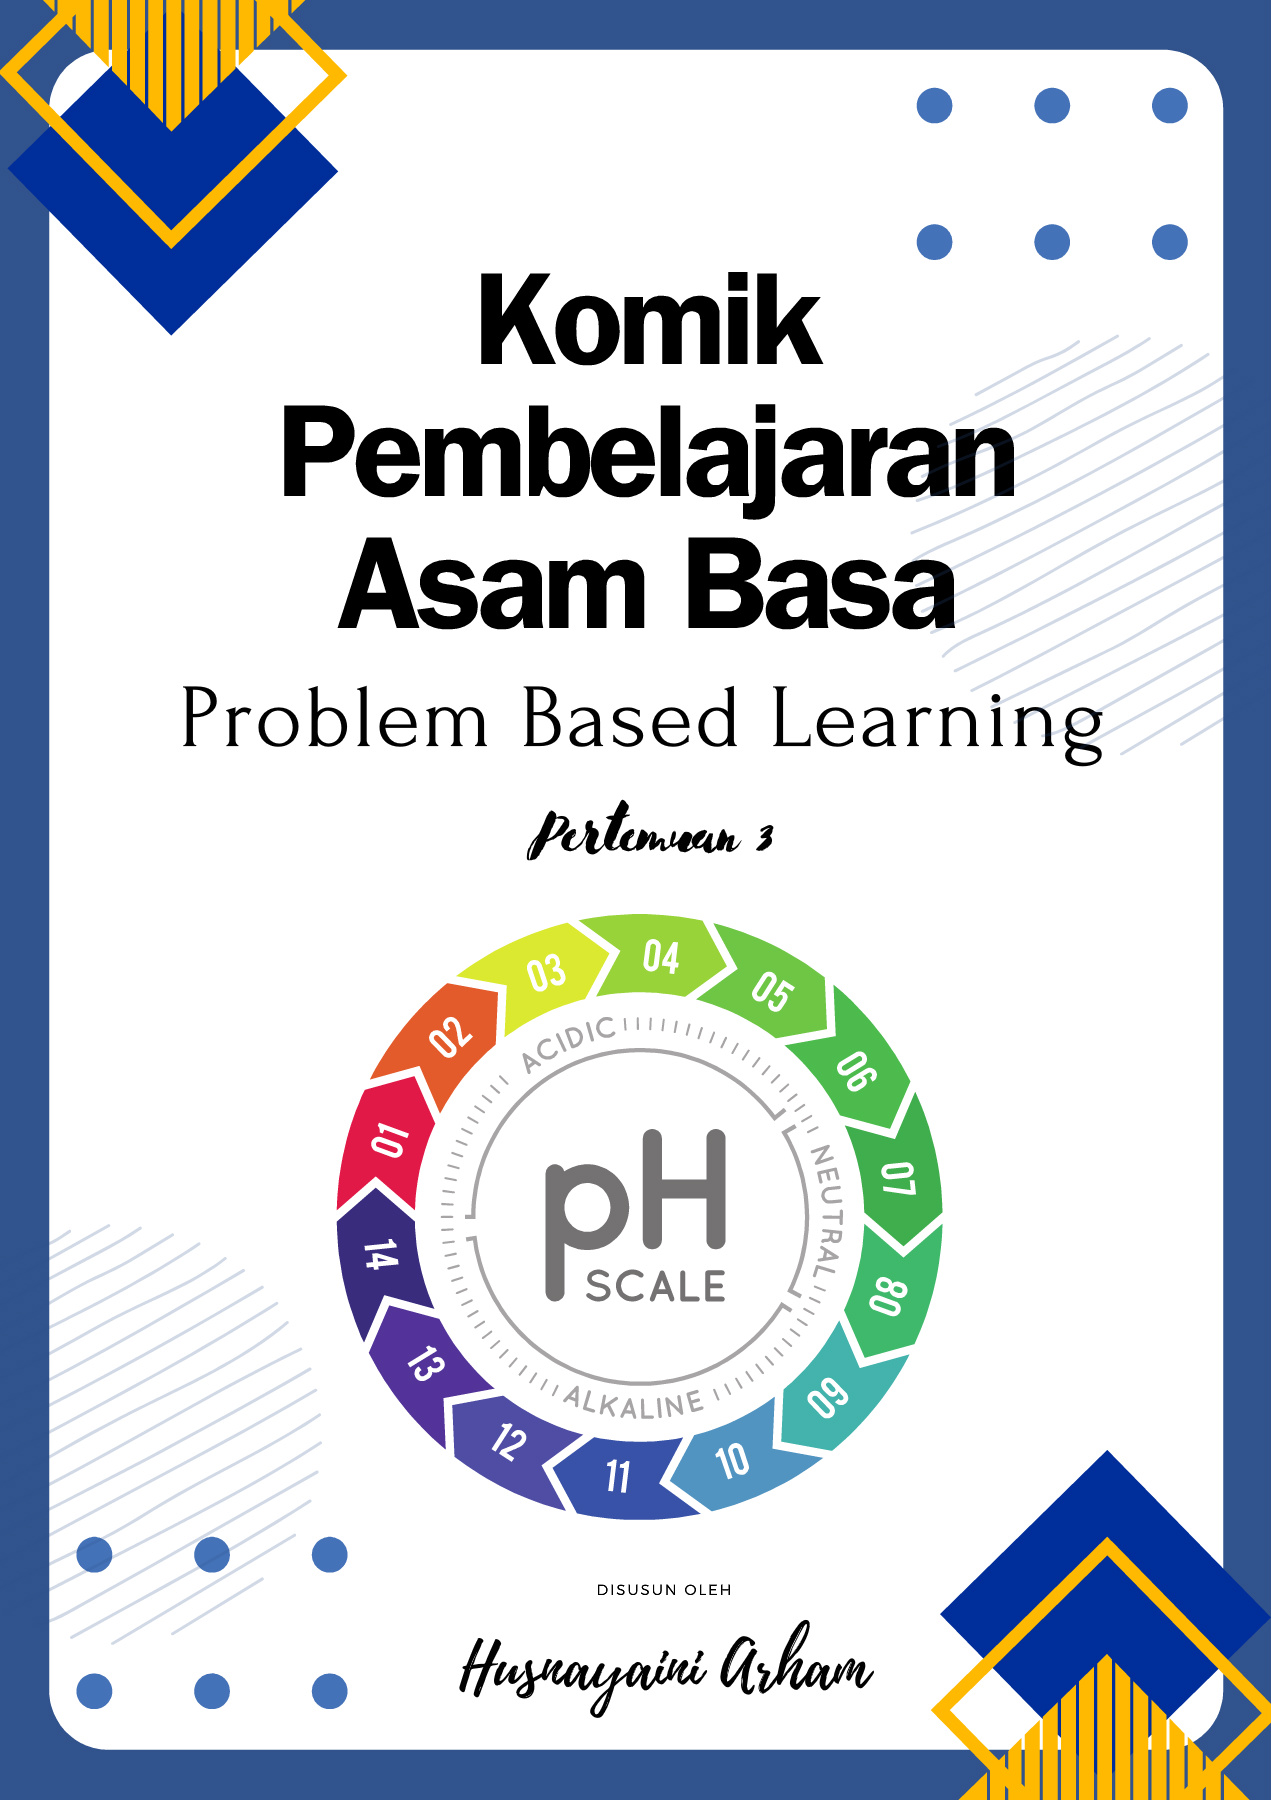 Komik
Pembelajaran
Asam Basa
Problem Based Learning
Pertemuan 3
01
02
03
04
05
06
07
08
09
10
11
12
13
14
ACIDIC
NEUTRAL
ALKALINE
pH
SCALE
DISUSUN OLEH
Husnayaini Arham